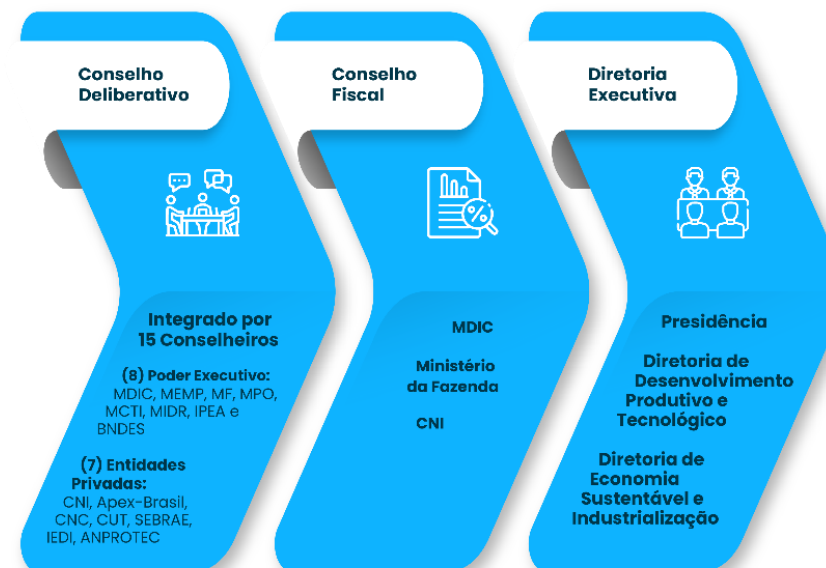 Conselho
Deliberativo
Integrado por
15 Conselheiros
(8) Poder Executivo:
MDIC, MEMP, MF, MPO,
MCTI, MIDR, IPEA e
BNDES
(7) Entidades
Privadas:
CNI, Apex-Brasil,
CNC, CUT, SEBRAE,
IEDI, ANPROTEC
Conselho
Fiscal
%
MDIC
Ministério
da Fazenda
CNI
Diretoria
Executiva
Presidência
Diretoria de
Desenvolvimento
Produtivo e
Tecnológico
Diretoria de
Economia
Sustentável e
Industrialização